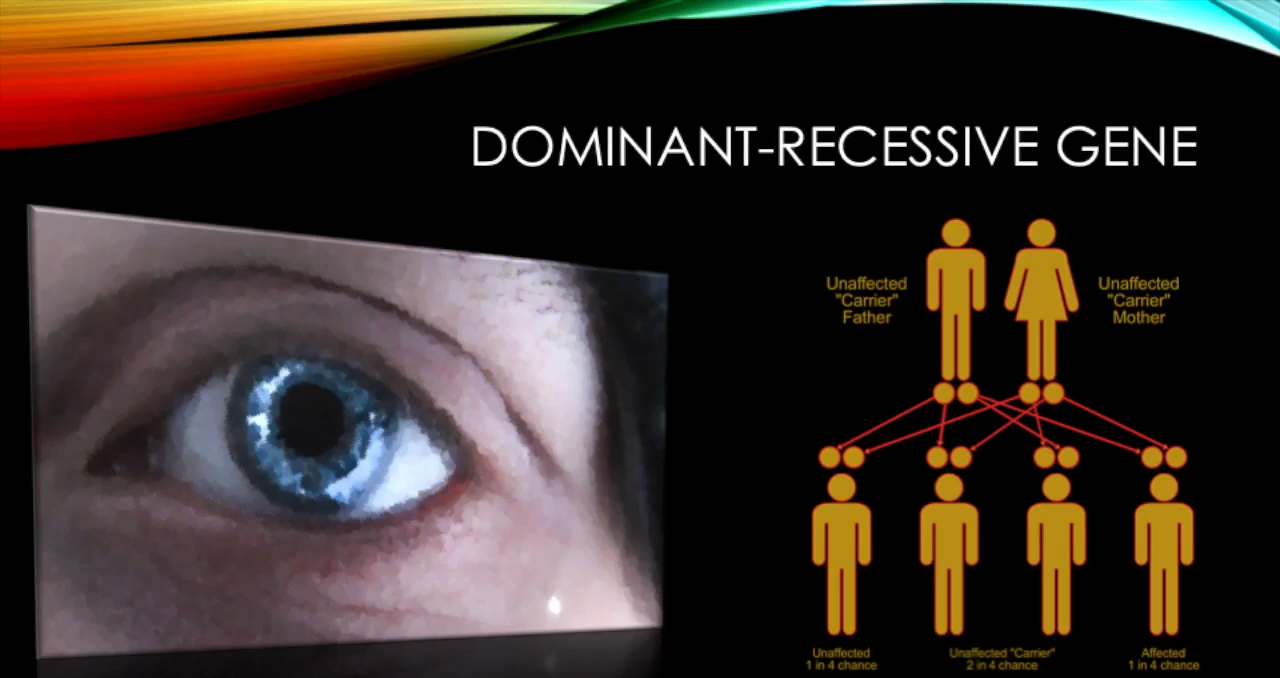 DOMINANT-RECESSIVE GENE
Unaffected
"Carrier"
Father
Unaffected
"Carrier"
Mother
Unaffected
1 in 4 chance
Unaffected "Carrier"
2 in 4 chance
Affected
1 in 4 chance